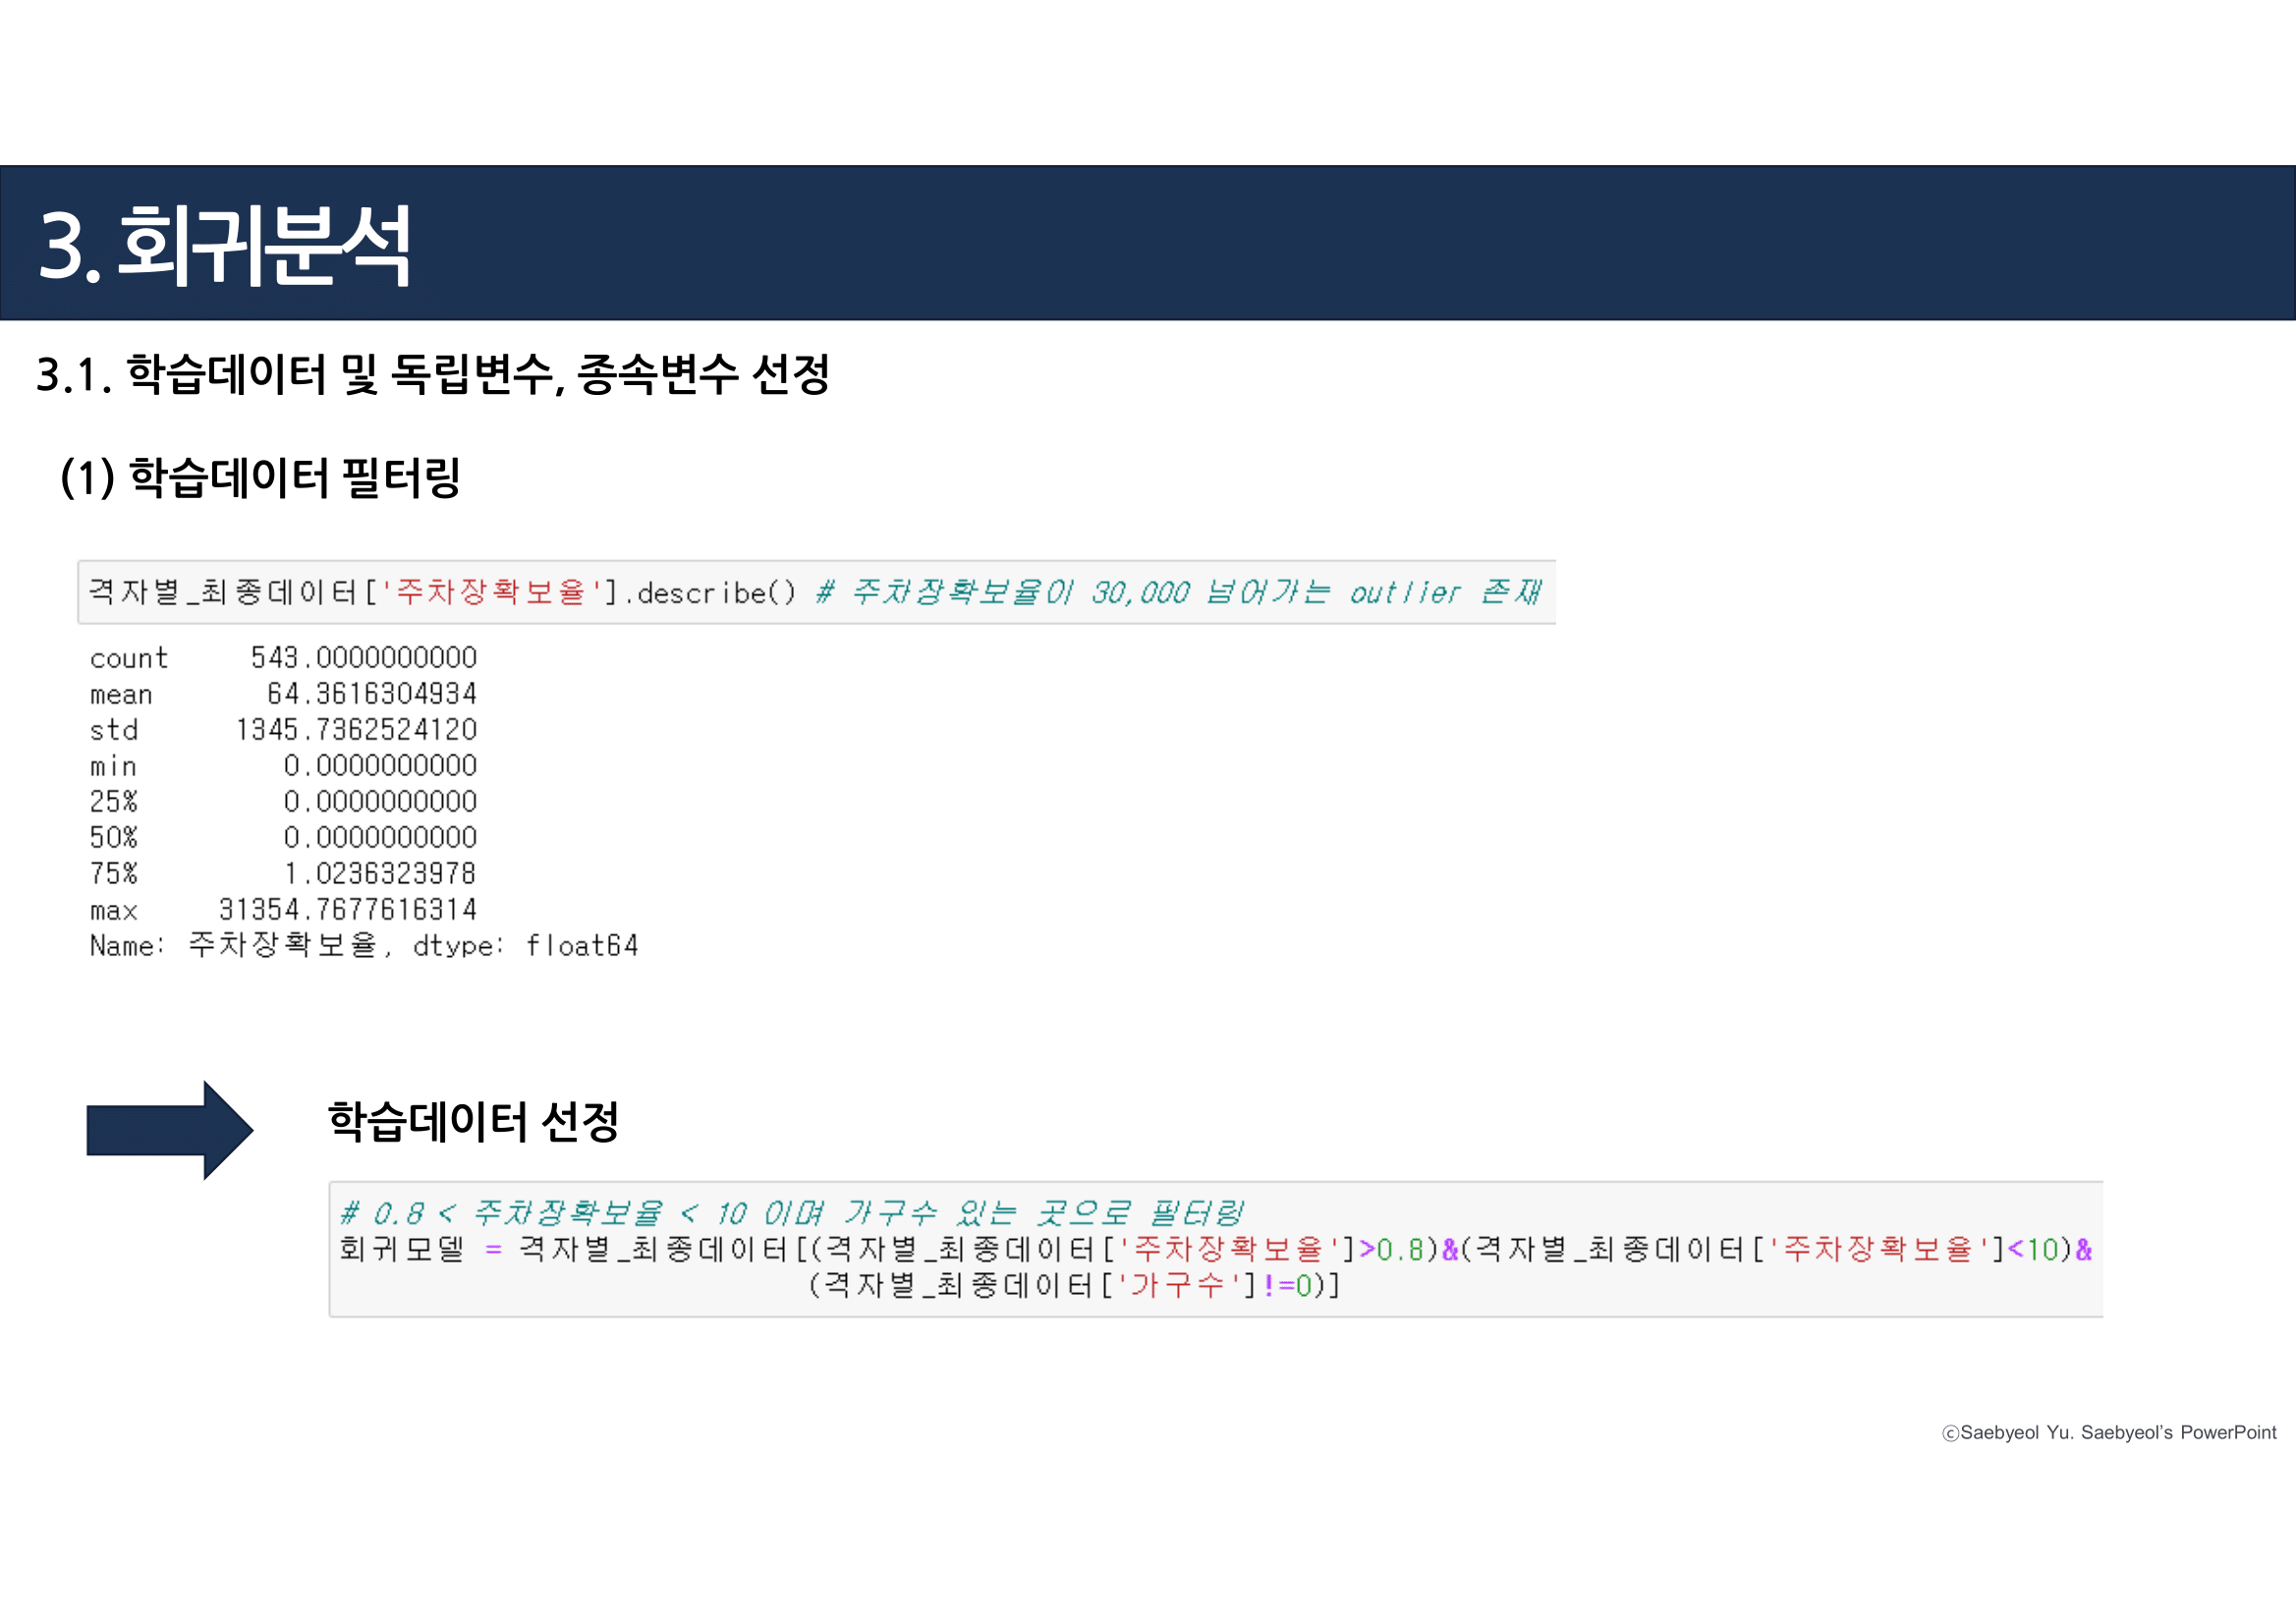 3. 회귀분석
3.1. 학습데이터 및 독립변수, 종속변수 선정
(1) 학습데이터 필터링
격자별_최종데이터['주차장확보율'].describe() # 주차장확보율이 30,000 넘어가는 outlier 존재
count 543.0000000000
mean 64.3616304934
std 1345.7362524120
min 0.0000000000
25% 0.0000000000
50% 0.0000000000
75% 1.0236323978
max 31354.7677616314
Name: 주차장확보율, dtype: float64
학습데이터 선정
# 0.8 < 주차장확보율 < 10 이며 가구수 있는 곳으로 필터링
회귀모델 = 격자별_최종데이터[(격자별_최종데이터['주차장확보율']>0.8)&(격자별_최종데이터['주차장확보율']<10)&
(격자별_최종데이터['가구수']!=0)]
ⓒSaebyeol Yu. Saebyeol's PowerPoint